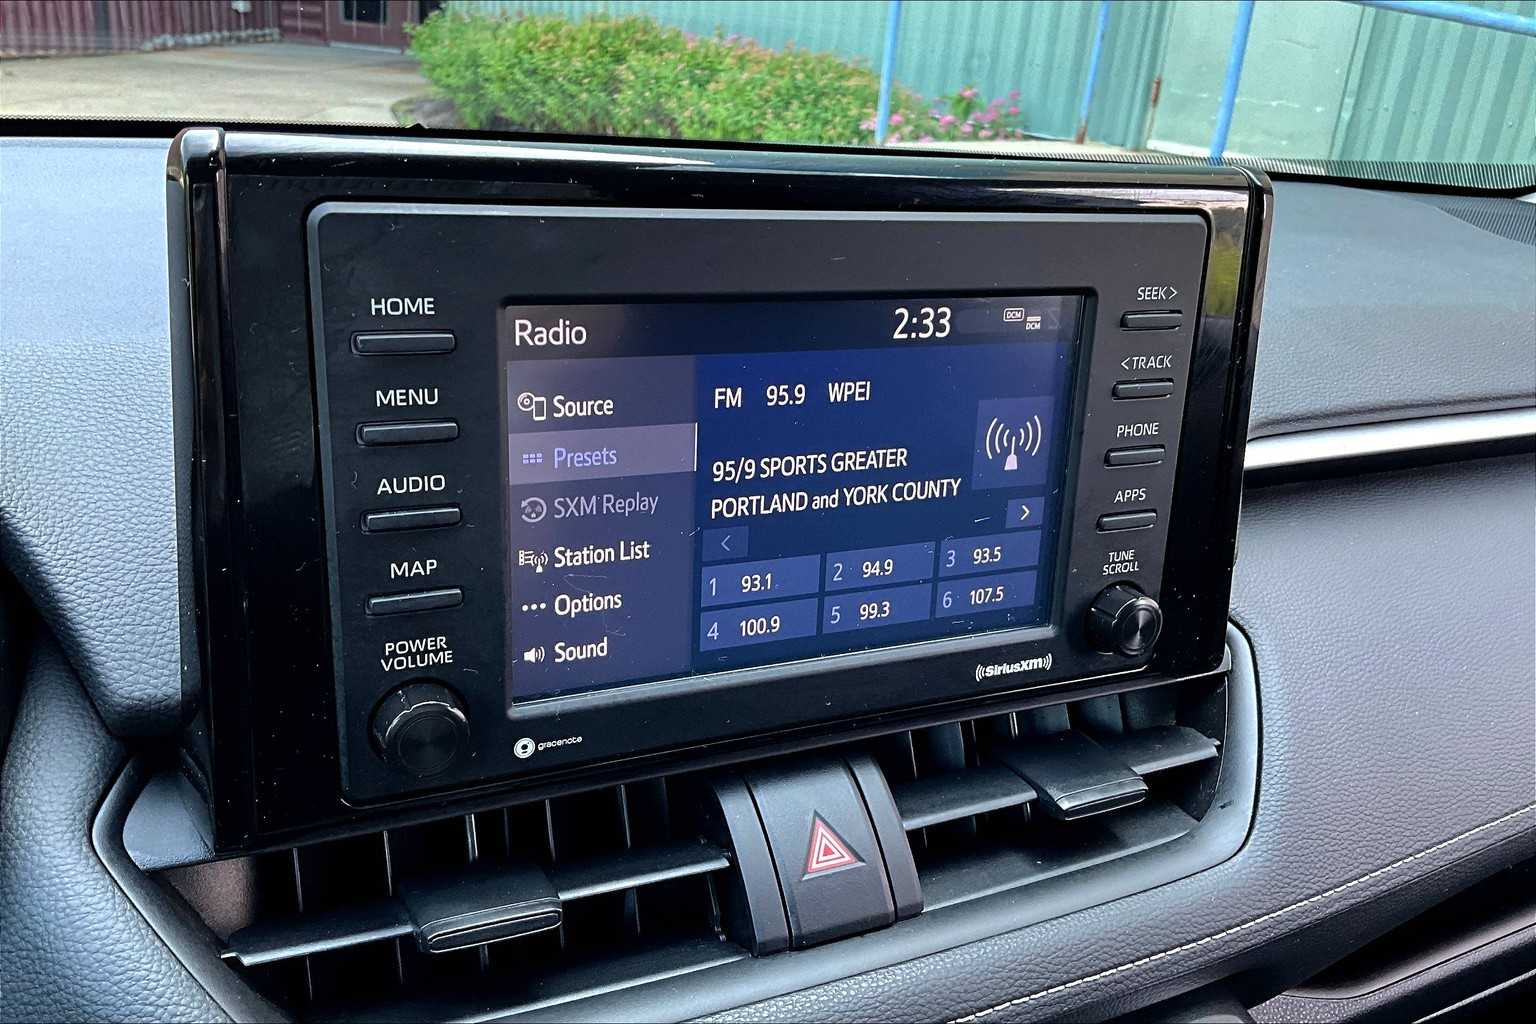 HOME
MENU
AUDIO
MAP
POWER
VOLUME
gracenote
Radio
2:33
DCM
DCM
Source
Presets
SXM Replay
Station List
Options
Sound
FM 95.9 WPEI
95/9 SPORTS GREATER
PORTLAND and YORK COUNTY
< >
1 93.1 2 94.9 3 93.5
4 100.9 5 99.3 6 107.5
((SiriusXM))
SEEK >
< TRACK
PHONE
APPS
TUNE
SCROLL